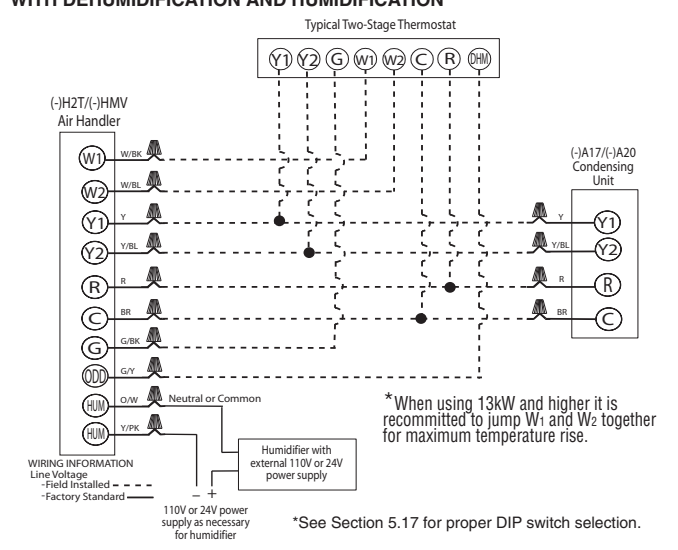 WITH DEHUMIDIFICATION AND HUMIDIFICATION
Typical Two-Stage Thermostat
Y1 Y2 G W1 W2 C R DHM
(-)H2T/(-)HMV
Air Handler
(-)A17/(-)A20
Condensing
Unit
W1 W/BK
W2 W/BL
Y1 Y
Y Y1
Y2 Y/BL
Y/BL Y2
R R
R R
C BR
BR C
G G/BK
ODD G/Y
HUM O/W Neutral or Common
HUM Y/PK
*When using 13kW and higher it is
recommitted to jump W1 and W2 together
for maximum temperature rise.
Humidifier with
external 110V or 24V
power supply
WIRING INFORMATION
Line Voltage
-Field Installed
-Factory Standard
– +
110V or 24V power
supply as necessary
for humidifier
*See Section 5.17 for proper DIP switch selection.